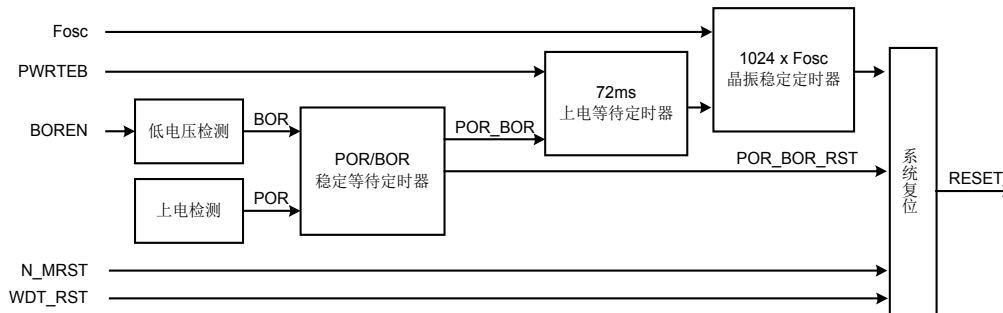 Fosc
PWRTEB
BOREN
低电压检测
BOR
上电检测
POR
POR/BOR
稳定等待定时器
POR_BOR
72ms
上电等待定时器
1024 x Fosc
晶振稳定定时器
POR_BOR_RST
系统复位
RESET
N_MRST
WDT_RST